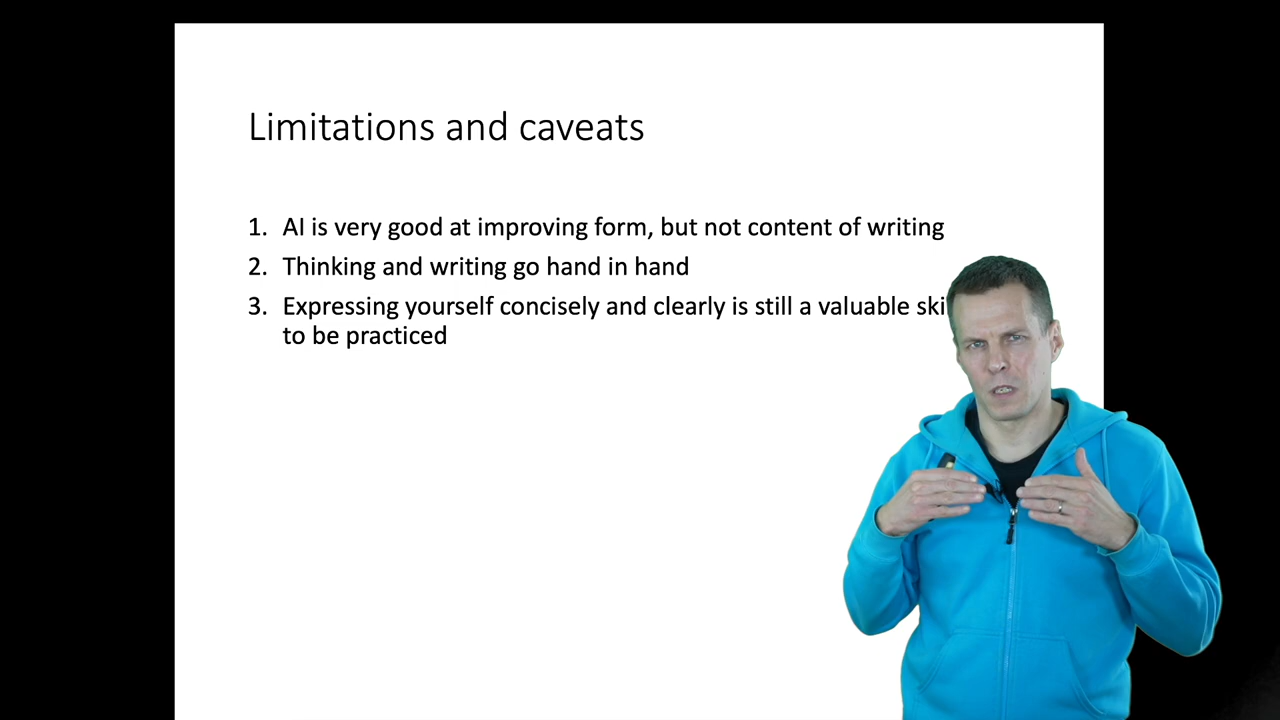 Limitations and caveats
1. AI is very good at improving form, but not content of writing
2. Thinking and writing go hand in hand
3. Expressing yourself concisely and clearly is still a valuable
to be practiced